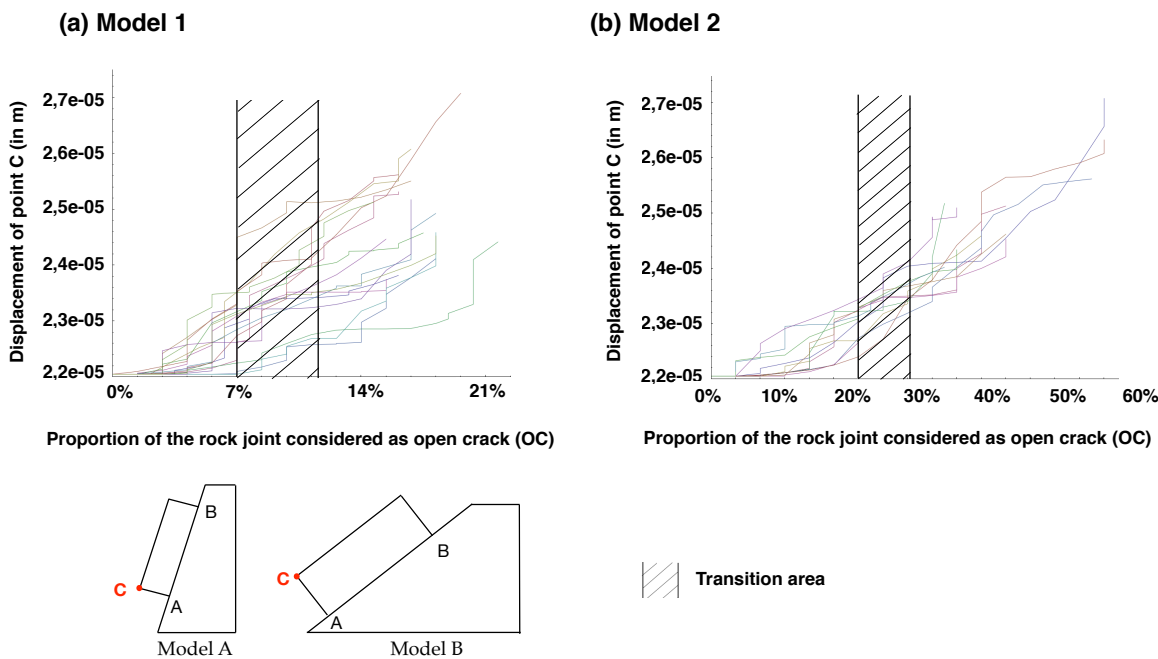 (a) Model 1
Displacement of point C (in m)
2,7e-05
2,6e-05
2,5e-05
2,4e-05
2,3e-05
2,2e-05
0%
7%
14%
21%
Proportion of the rock joint considered as open crack (OC)
(b) Model 2
Displacement of point C (in m)
2,7e-05
2,6e-05
2,5e-05
2,4e-05
2,3e-05
2,2e-05
0%
10%
20%
30%
40%
50%
60%
Proportion of the rock joint considered as open crack (OC)
B
C
A
Model A
B
C
A
Model B
Transition area